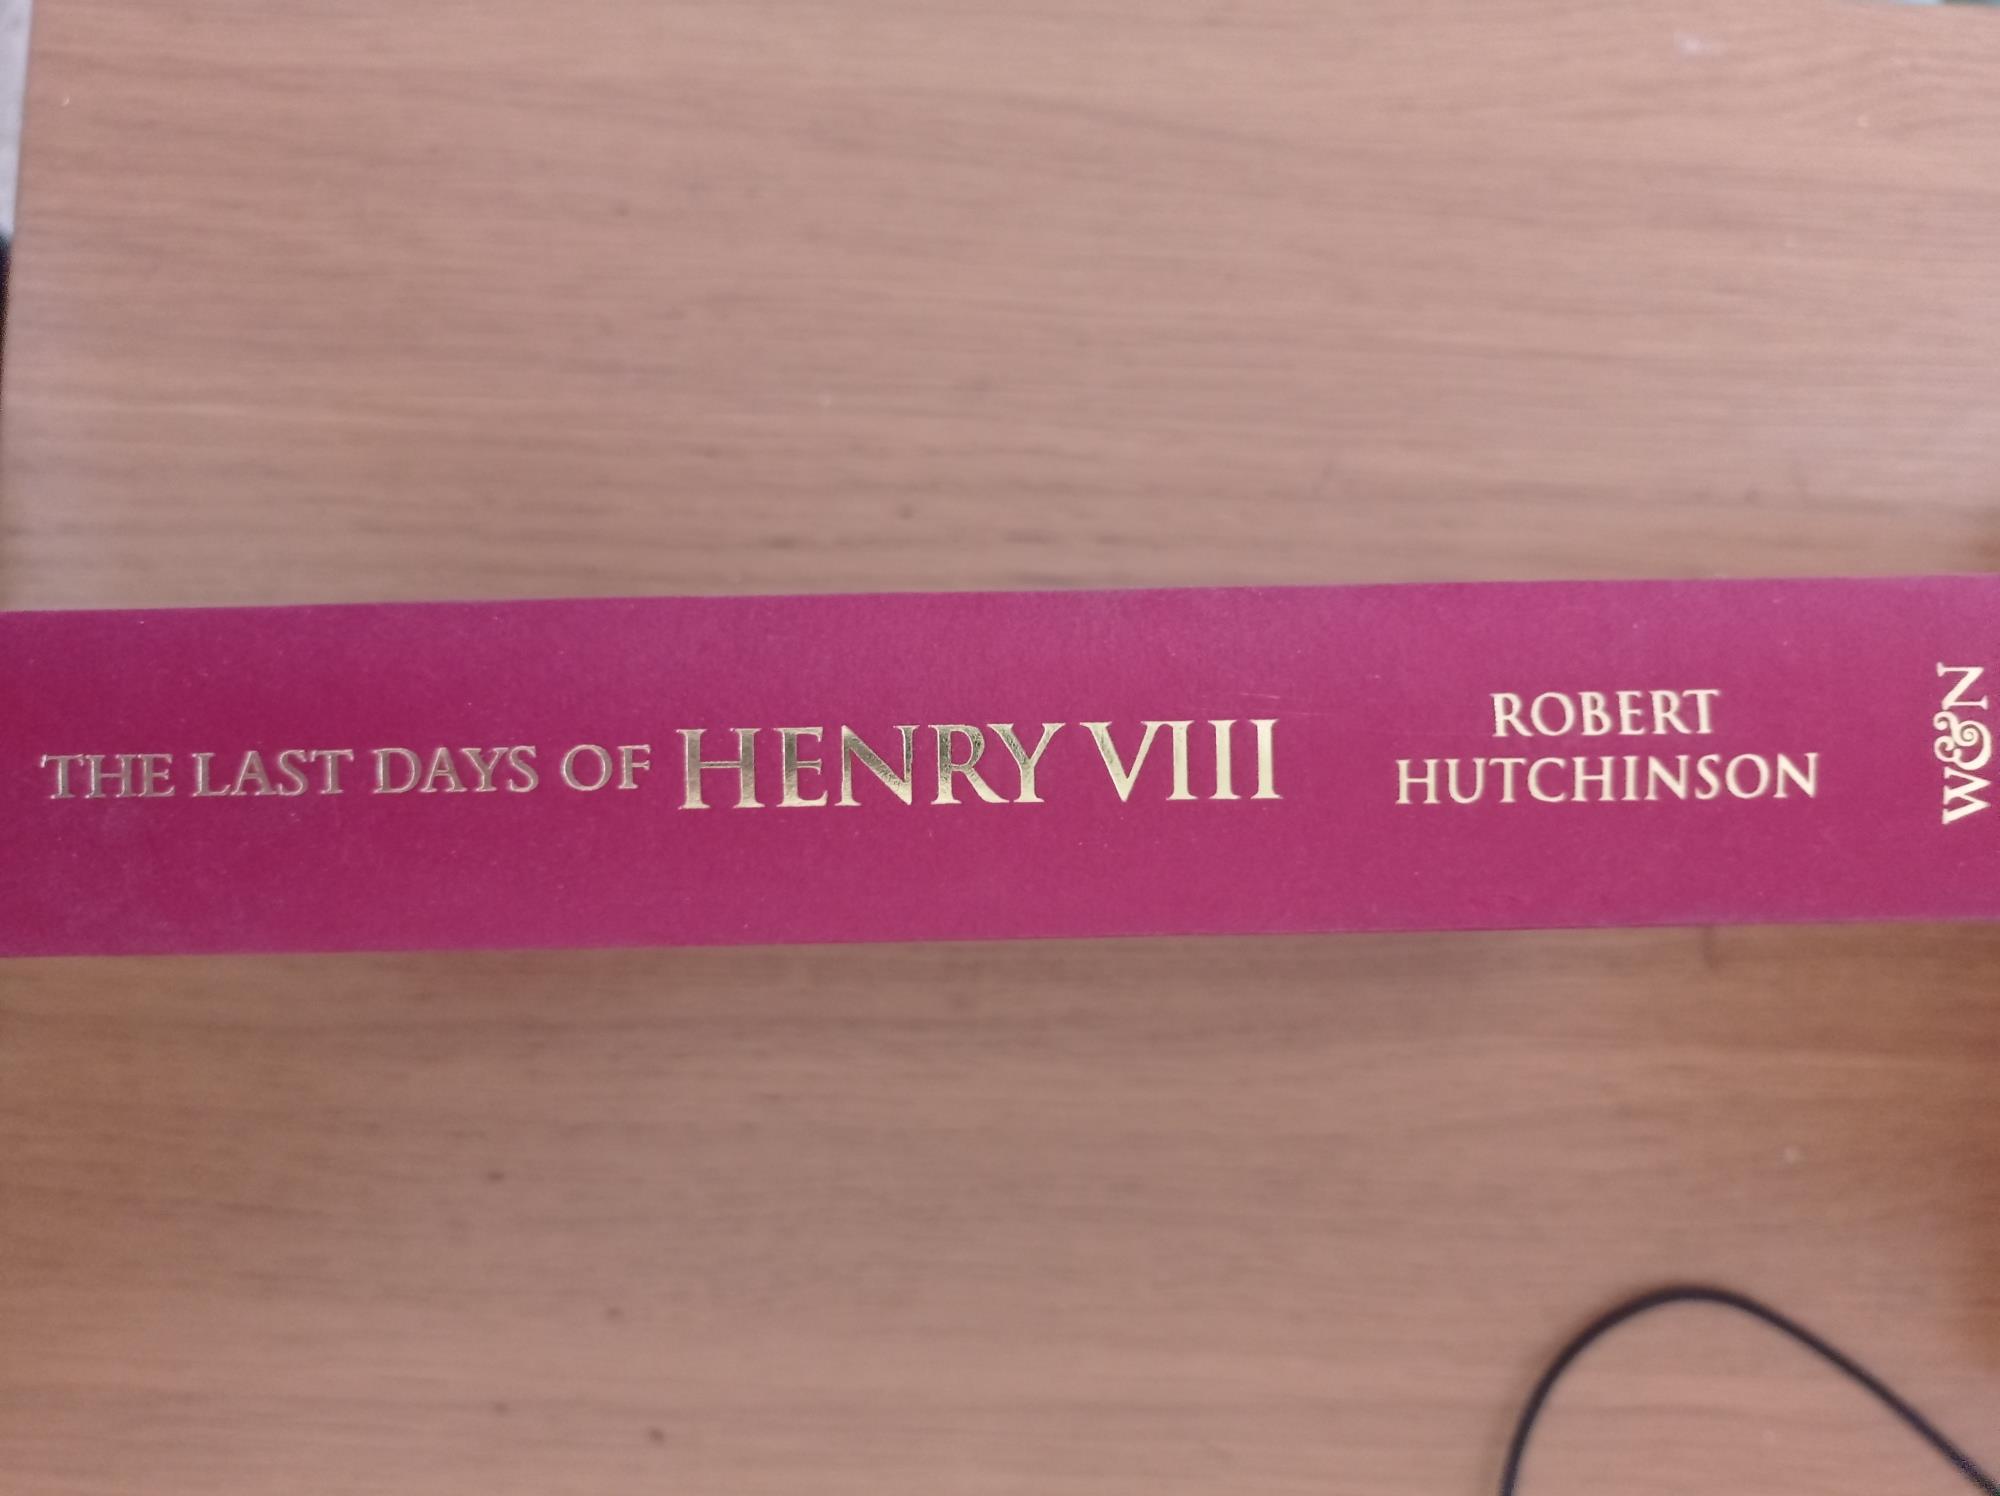 THE LAST DAYS OF HENRY VIII
ROBERT
HUTCHINSON
W&N